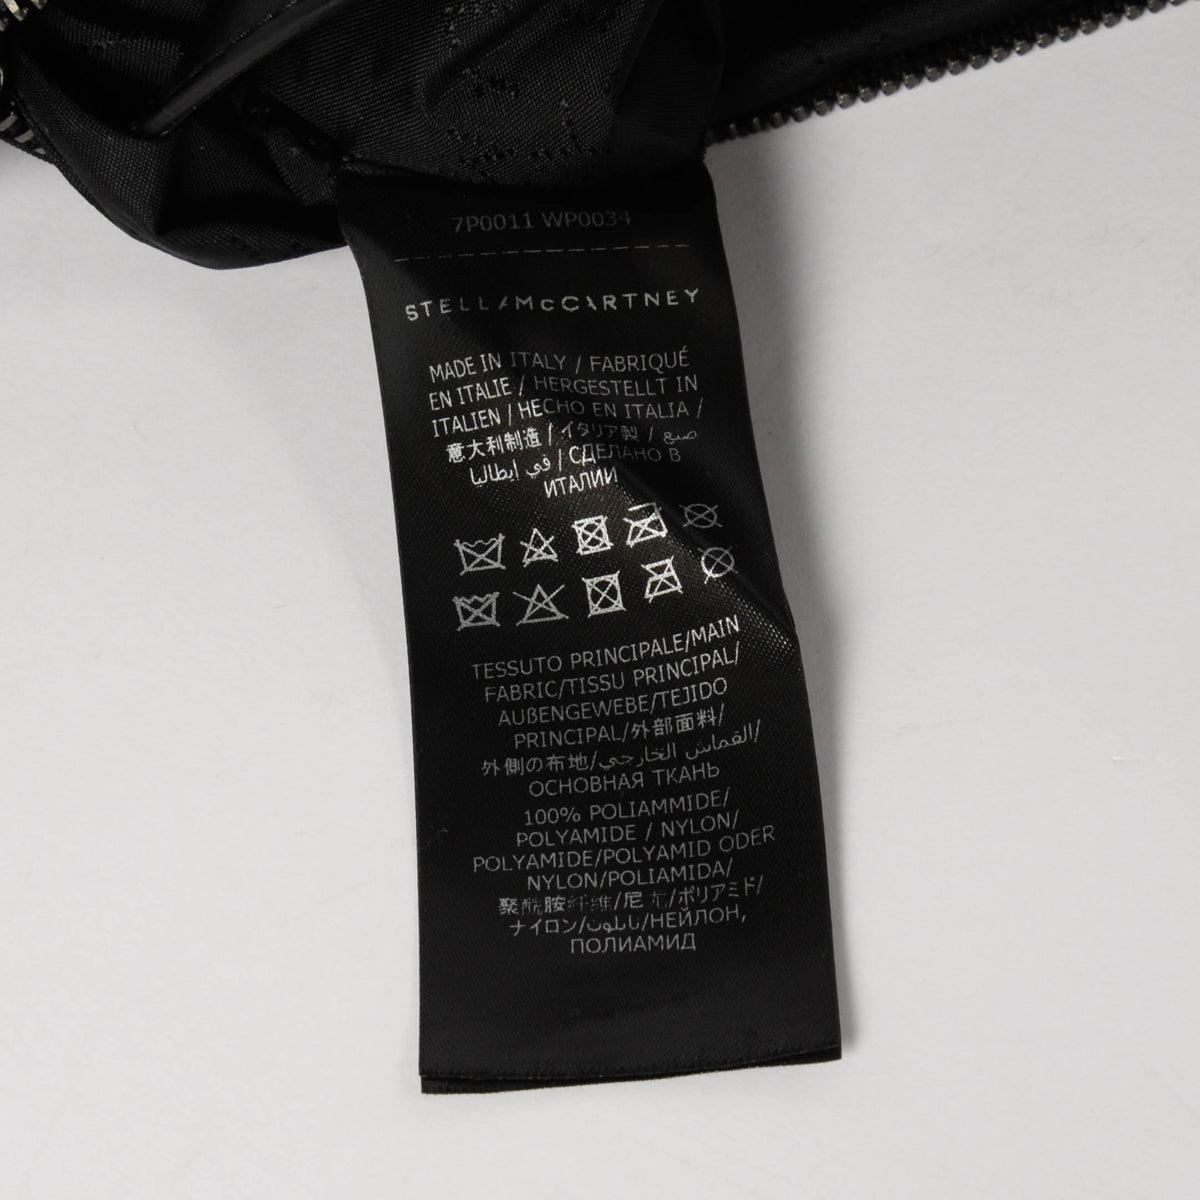 7P0011 WP0034
STELLA McCARTNEY
MADE IN ITALY / FABRIQUÉ
EN ITALIE / HERGESTELLT IN
ITALIEN / HECHO EN ITALIA /
意大利制造 / イタリア製 / صنع
في إيطاليا / СДЕЛАНО В
ИТАЛИИ
TESSUTO PRINCIPALE/MAIN
FABRIC/TISSU PRINCIPAL/
AUßENGEWEBE/TEJIDO
PRINCIPAL/外部面料/
外側の布地/القماش الخارجي/
ОСНОВНАЯ ТКАНЬ
100% POLIAMMIDE/
POLYAMIDE / NYLON/
POLYAMIDE/POLYAMID ODER
NYLON/POLIAMIDA/
聚酰胺纤维/尼龙/ポリアミド/
ナイロン/نايلون/НЕЙЛОН,
ПОЛИАМИД